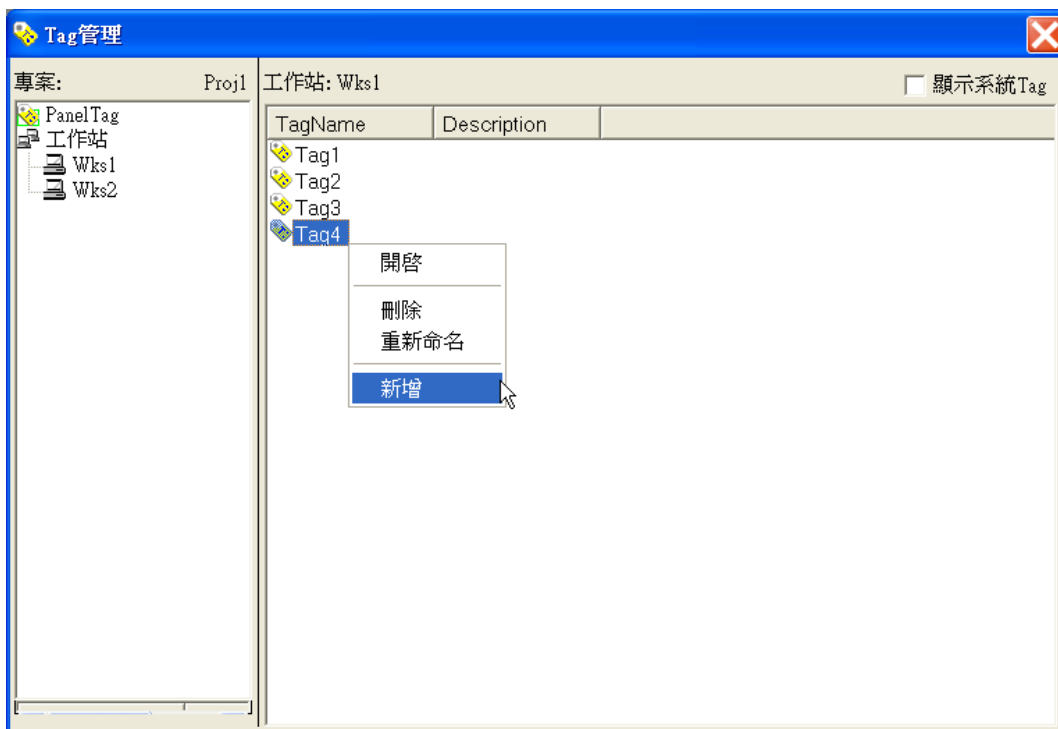 Tag管理
專案: Proj1
工作站: Wks1
顯示系統Tag
PanelTag
工作站
Wks1
Wks2
TagName Description
Tag1
Tag2
Tag3
Tag4
開啓
刪除
重新命名
新增